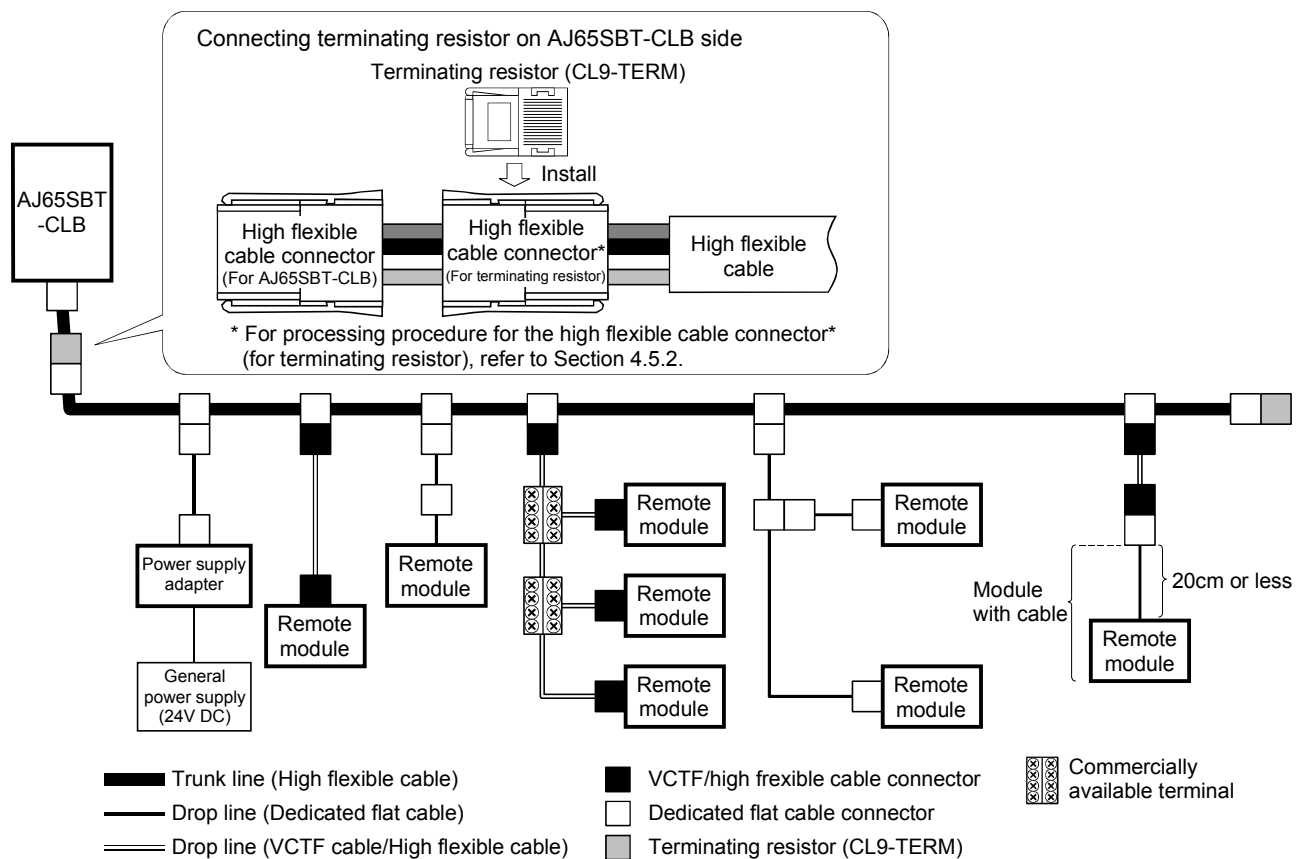 Connecting terminating resistor on AJ65SBT-CLB side
Terminating resistor (CL9-TERM)
Install
AJ65SBT
-CLB
High flexible
cable connector
(For AJ65SBT-CLB)
High flexible
cable connector*
(For terminating resistor)
High flexible
cable
* For processing procedure for the high flexible cable connector*
(for terminating resistor), refer to Section 4.5.2.
Power supply
adapter
General
power supply
(24V DC)
Remote
module
Remote
module
Remote
module
Remote
module
Remote
module
Remote
module
Remote
module
Module
with cable
20cm or less
Remote
module
Trunk line (High flexible cable)
Drop line (Dedicated flat cable)
Drop line (VCTF cable/High flexible cable)
VCTF/high frexible cable connector
Dedicated flat cable connector
Terminating resistor (CL9-TERM)
Commercially
available terminal